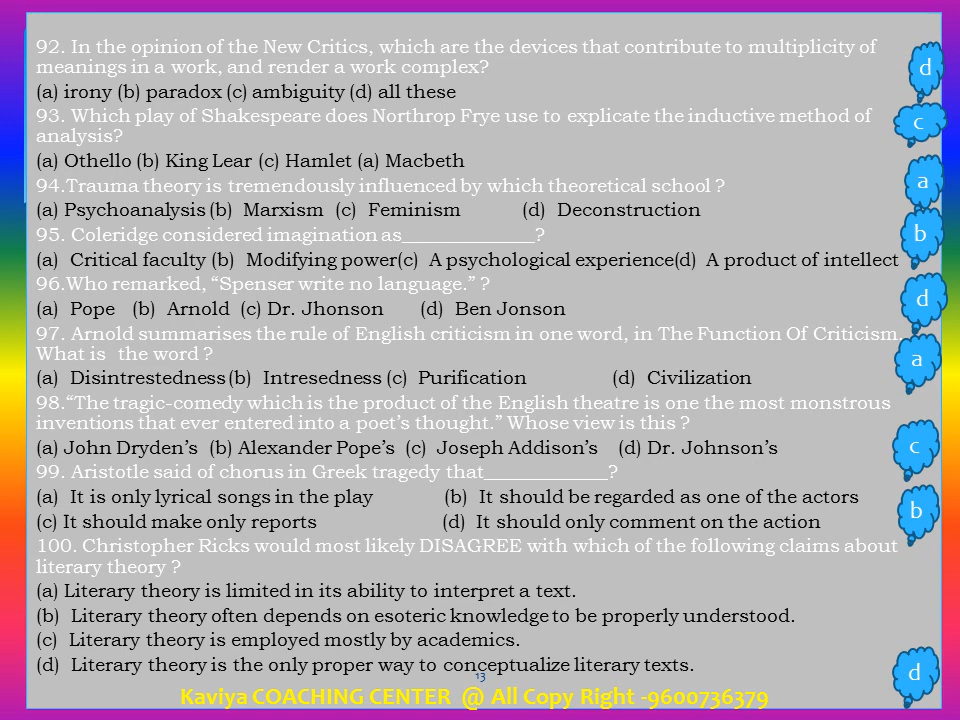 92. In the opinion of the New Critics, which are the devices that contribute to multiplicity of
meanings in a work, and render a work complex?
d
(a) irony (b) paradox (c) ambiguity (d) all these
93. Which play of Shakespeare does Northrop Frye use to explicate the inductive method of
analysis?
c
(a) Othello (b) King Lear (c) Hamlet (a) Macbeth
94.Trauma theory is tremendously influenced by which theoretical school ?
a
(a) Psychoanalysis (b) Marxism (c) Feminism (d) Deconstruction
95. Coleridge considered imagination as_______________?
b
(a) Critical faculty (b) Modifying power(c) A psychological experience(d) A product of intellect
96.Who remarked, “Spenser write no language.” ?
d
(a) Pope (b) Arnold (c) Dr. Jhonson (d) Ben Jonson
97. Arnold summarises the rule of English criticism in one word, in The Function Of Criticism.
What is the word ?
a
(a) Disintrestedness (b) Intresedness (c) Purification (d) Civilization
98.“The tragic-comedy which is the product of the English theatre is one the most monstrous
inventions that ever entered into a poet’s thought.” Whose view is this ?
(a) John Dryden’s (b) Alexander Pope’s (c) Joseph Addison’s (d) Dr. Johnson’s
c
99. Aristotle said of chorus in Greek tragedy that______________?
(a) It is only lyrical songs in the play (b) It should be regarded as one of the actors
b
(c) It should make only reports (d) It should only comment on the action
100. Christopher Ricks would most likely DISAGREE with which of the following claims about
literary theory ?
(a) Literary theory is limited in its ability to interpret a text.
(b) Literary theory often depends on esoteric knowledge to be properly understood.
(c) Literary theory is employed mostly by academics.
(d) Literary theory is the only proper way to conceptualize literary texts.
d
13
Kaviya COACHING CENTER @ All Copy Right -9600736379